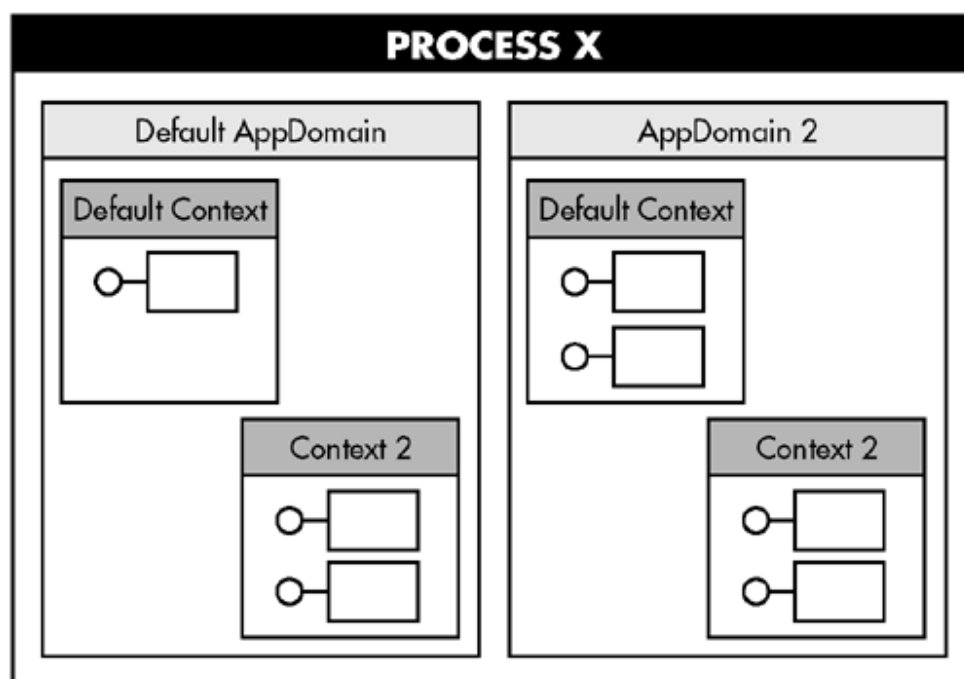 PROCESS X
Default AppDomain
Default Context
Context 2
AppDomain 2
Default Context
Context 2